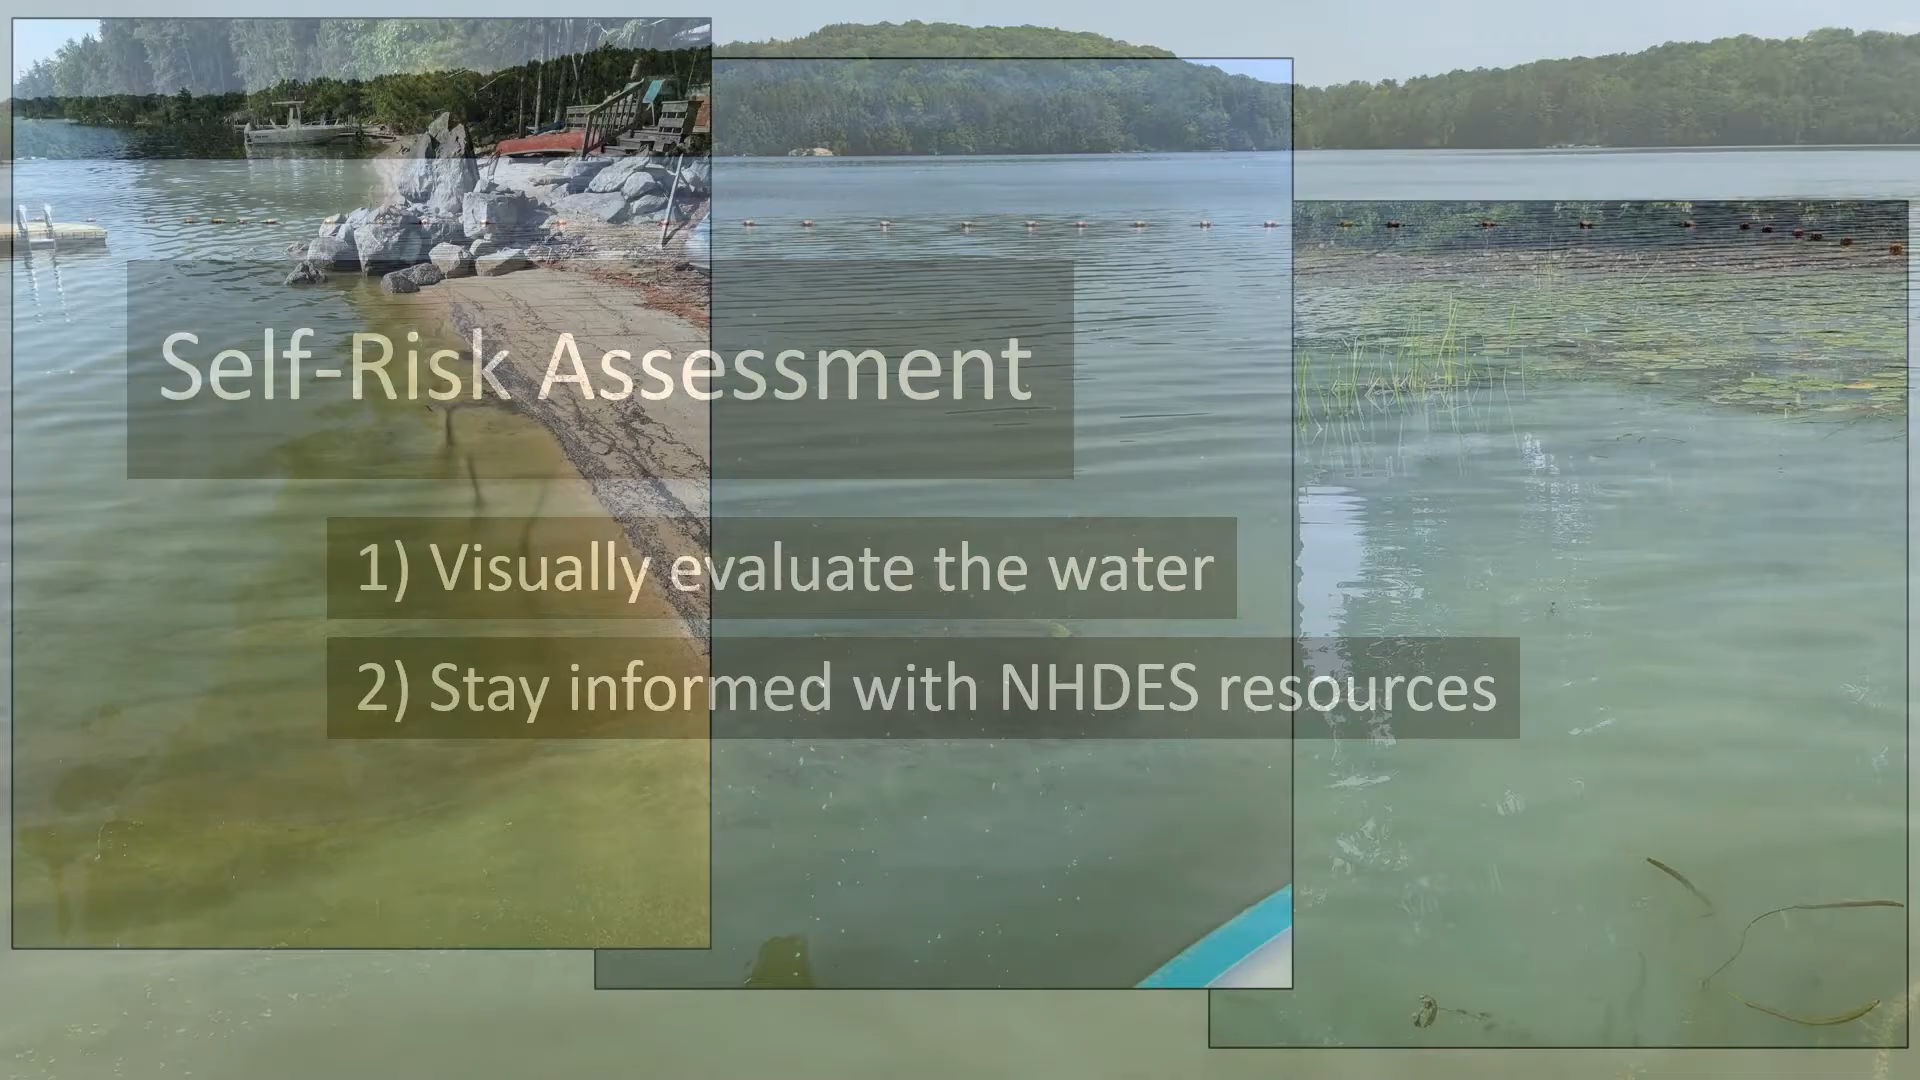 Self-Risk Assessment
1) Visually evaluate the water
2) Stay informed with NHDES resources